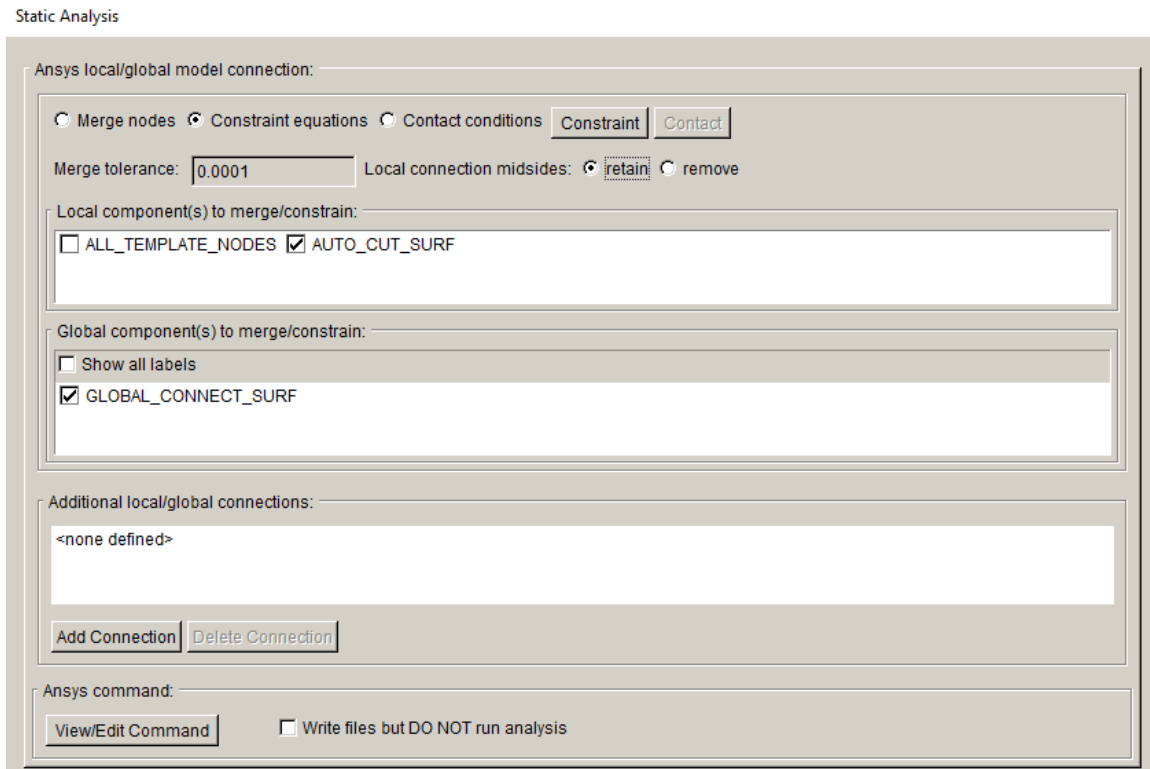 Static Analysis
Ansys local/global model connection:
Merge nodes Constraint equations Contact conditions Constraint Contact
Merge tolerance: 0.0001 Local connection midsides: retain remove
Local component(s) to merge/constrain:
ALL_TEMPLATE_NODES AUTO_CUT_SURF
Global component(s) to merge/constrain:
Show all labels
GLOBAL_CONNECT_SURF
Additional local/global connections:
<none defined>
Add Connection Delete Connection
Ansys command:
View/Edit Command Write files but DO NOT run analysis